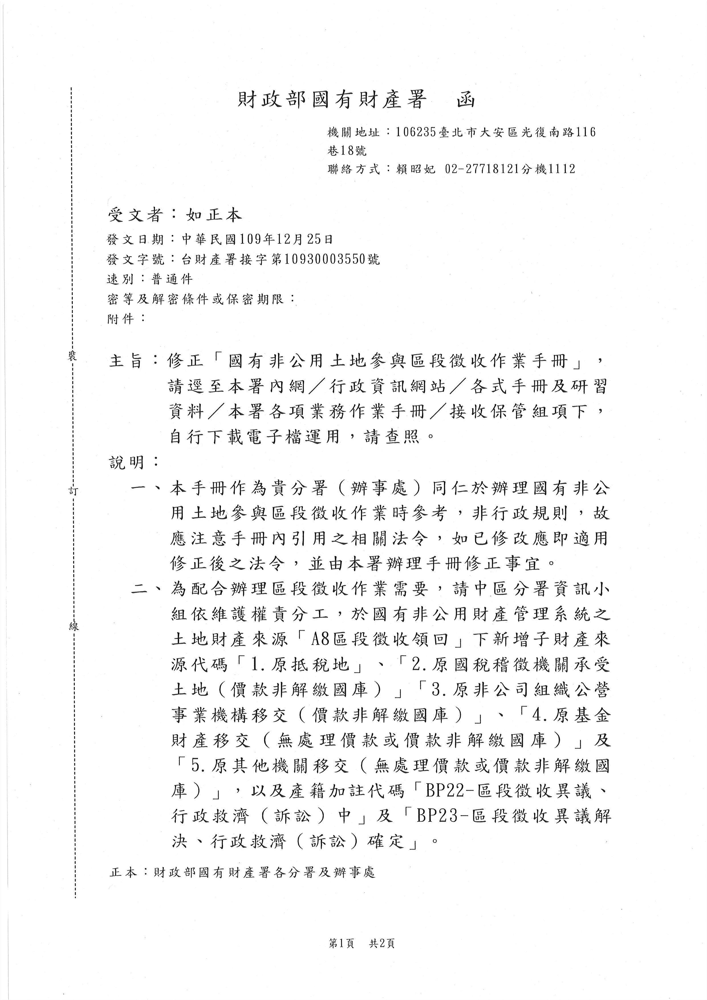 財政部國有財產署　函
機關地址：106235臺北市大安區光復南路116
巷18號
聯絡方式：賴昭妃 02-27718121分機1112
受文者：如正本
發文日期：中華民國109年12月25日
發文字號：台財產署接字第10930003550號
速別：普通件
密等及解密條件或保密期限：
附件：
主旨：修正「國有非公用土地參與區段徵收作業手冊」，
請逕至本署內網／行政資訊網站／各式手冊及研習
資料／本署各項業務作業手冊／接收保管組項下，
自行下載電子檔運用，請查照。
說明：
一、本手冊作為貴分署（辦事處）同仁於辦理國有非公
用土地參與區段徵收作業時參考，非行政規則，故
應注意手冊內引用之相關法令，如已修改應即適用
修正後之法令，並由本署辦理手冊修正事宜。
二、為配合辦理區段徵收作業需要，請中區分署資訊小
組依維護權責分工，於國有非公用財產管理系統之
土地財產來源「A8區段徵收領回」下新增子財產來
源代碼「1.原抵稅地」、「2.原國稅稽徵機關承受
土地（價款非解繳國庫）」「3.原非公司組織公營
事業機構移交（價款非解繳國庫）」、「4.原基金
財產移交（無處理價款或價款非解繳國庫）」及
「5.原其他機關移交（無處理價款或價款非解繳國
庫）」，以及產籍加註代碼「BP22-區段徵收異議、
行政救濟（訴訟）中」及「BP23-區段徵收異議解
決、行政救濟（訴訟）確定」。
正本：財政部國有財產署各分署及辦事處
裝
訂
線
第1頁　共2頁